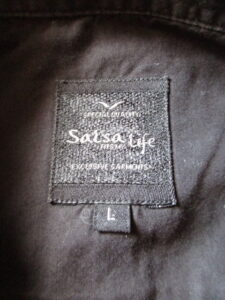 SPECIAL QUALITY
Salsa Life
EXCLUSIVE GARMENTS
L